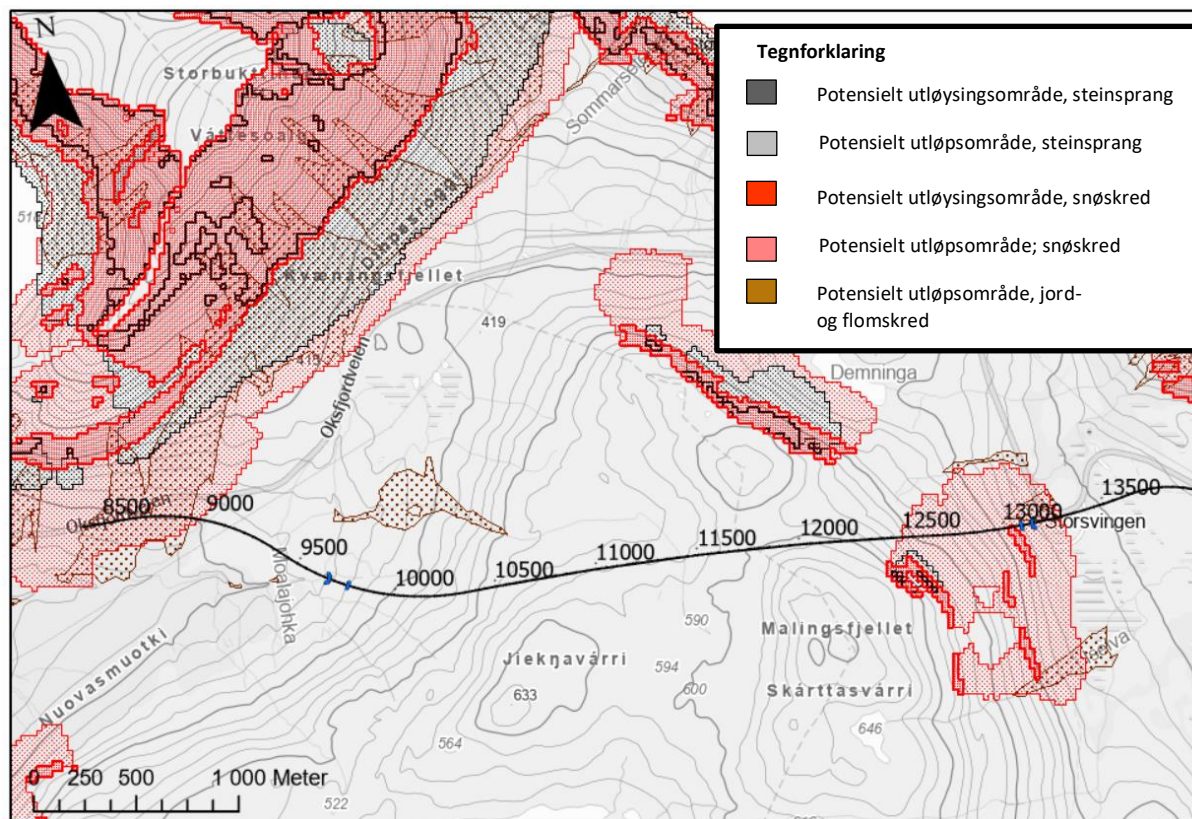 N
Tegnforklaring
Potensielt utløysingsområde, steinsprang
Potensielt utløpsområde, steinsprang
Potensielt utløysingsområde, snøskred
Potensielt utløpsområde; snøskred
Potensielt utløpsområde, jord-
og flomskred
518
419
Oksfjordveien
Demninga
8500
9000
9500
10000
10500
11000
11500
12000
12500
13000
13500
Storsvingen
Moalajohka
Nuovasmuotki
590
Malingsfjellet
Jiekŋavárri
594
600
633
Skárttasvárri
646
564
522
0 250 500 1 000 Meter